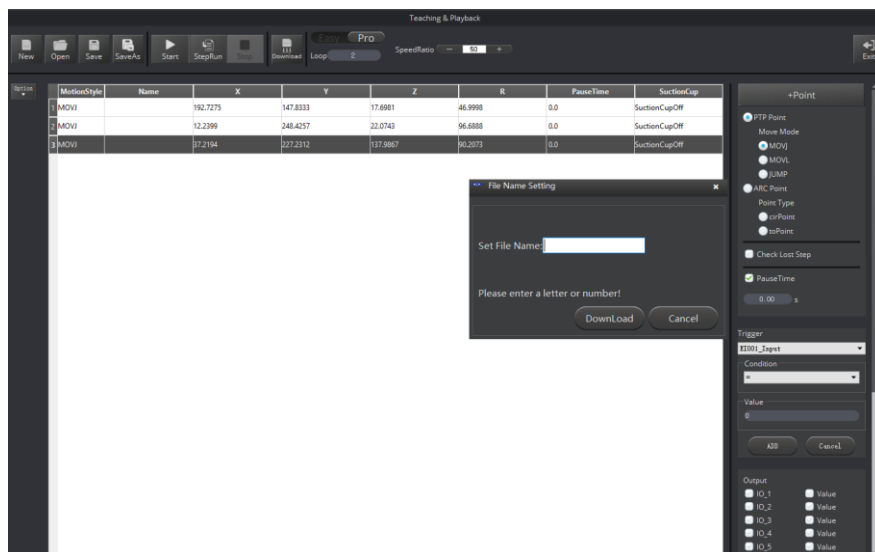 Teaching & Playback
Easy Pro
New Open Save SaveAs Start StepRun Stop Download Loop 2 SpeedRatio 50 Exit
Option
MotionStyle Name X Y Z R PauseTime SuctionCup
1 MOVJ 192.7275 147.8333 17.6981 46.9998 0.0 SuctionCupOff
2 MOVJ 12.2399 248.4257 22.0743 96.6888 0.0 SuctionCupOff
3 MOVJ 37.2194 227.2312 137.9867 90.2073 0.0 SuctionCupOff
File Name Setting
Set File Name:
Please enter a letter or number!
DownLoad Cancel
+Point
PTP Point
Move Mode
MOVJ
MOVL
JUMP
ARC Point
Point Type
cirPoint
toPoint
Check Lost Step
PauseTime
0.00 s
Trigger
EIO01_Input
Condition
=
Value
0
ADD Cancel
Output
IO_1 Value
IO_2 Value
IO_3 Value
IO_4 Value
IO_5 Value